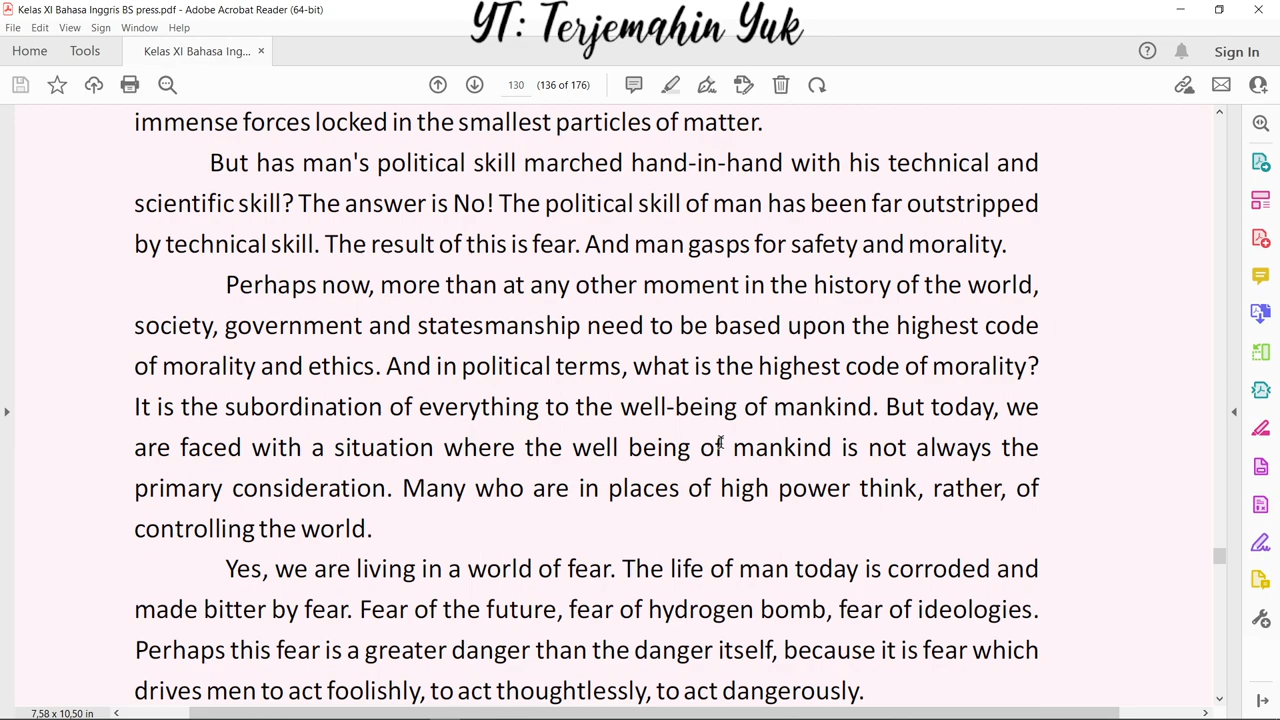 Kelas XI Bahasa Inggris BS press.pdf - Adobe Acrobat Reader (64-bit)
YT: Terjemahin Yuk
File Edit View Sign Window Help
Home Tools Kelas XI Bahasa Ing... × Sign In
130 (136 of 176)
immense forces locked in the smallest particles of matter.
But has man's political skill marched hand-in-hand with his technical and
scientific skill? The answer is No! The political skill of man has been far outstripped
by technical skill. The result of this is fear. And man gasps for safety and morality.
Perhaps now, more than at any other moment in the history of the world,
society, government and statesmanship need to be based upon the highest code
of morality and ethics. And in political terms, what is the highest code of morality?
It is the subordination of everything to the well-being of mankind. But today, we
are faced with a situation where the well being of mankind is not always the
primary consideration. Many who are in places of high power think, rather, of
controlling the world.
Yes, we are living in a world of fear. The life of man today is corroded and
made bitter by fear. Fear of the future, fear of hydrogen bomb, fear of ideologies.
Perhaps this fear is a greater danger than the danger itself, because it is fear which
drives men to act foolishly, to act thoughtlessly, to act dangerously.
7,58 x 10,50 in